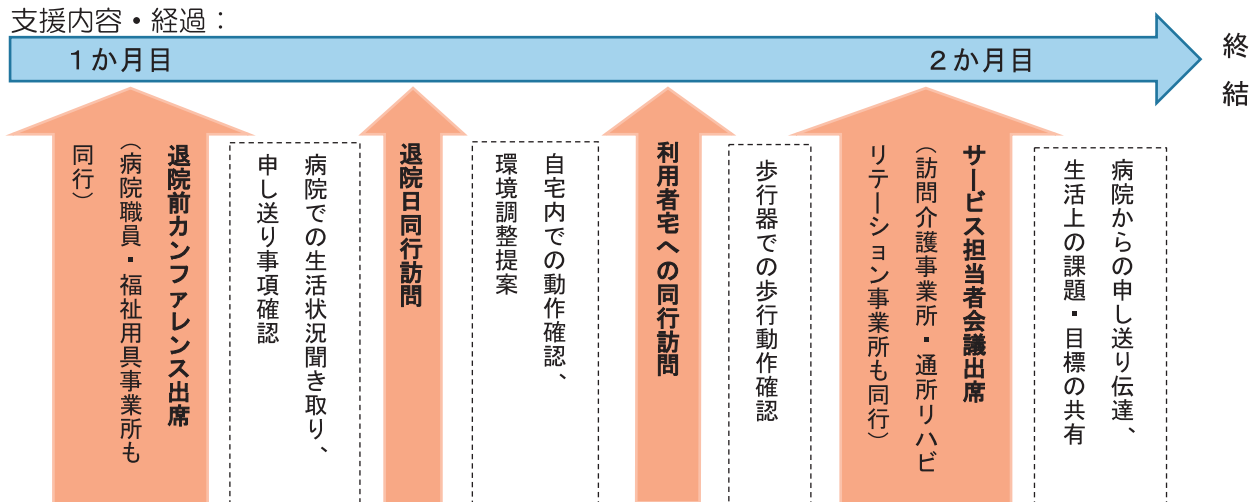 支援内容・経過：
１か月目
２か月目
終
結
退院前カンファレンス出席
（病院職員・福祉用具事業所も
同行）
病院での生活状況聞き取り、
申し送り事項確認
退院日同行訪問
自宅内での動作確認、
環境調整提案
利用者宅への同行訪問
歩行器での歩行動作確認
サービス担当者会議出席
（訪問介護事業所・通所リハビ
リテーション事業所も同行）
病院からの申し送り伝達、
生活上の課題・目標の共有